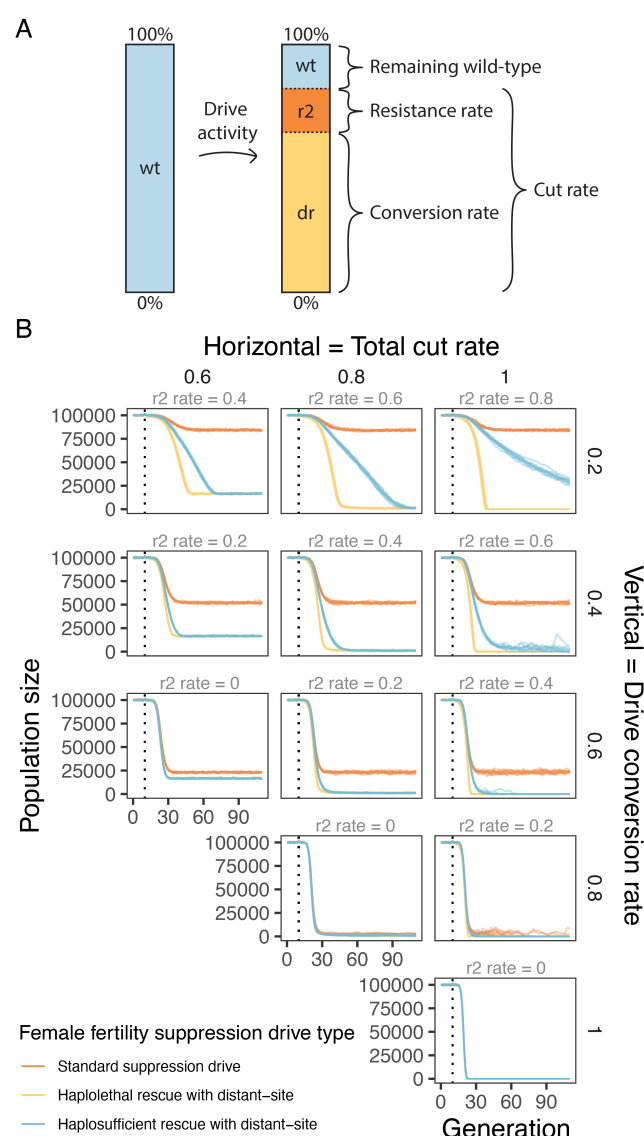 A
100%
100%
wt
Remaining wild-type
r2
Resistance rate
Drive
activity
wt
dr
Conversion rate
Cut rate
0%
0%
B
Horizontal = Total cut rate
0.6
0.8
1
r2 rate = 0.4
r2 rate = 0.6
r2 rate = 0.8
100000
75000
50000
25000
0
0.2
r2 rate = 0.2
r2 rate = 0.4
r2 rate = 0.6
100000
75000
50000
25000
0
0.4
r2 rate = 0
r2 rate = 0.2
r2 rate = 0.4
100000
75000
50000
25000
0
0.6
0 30 60 90
r2 rate = 0
r2 rate = 0.2
100000
75000
50000
25000
0
0.8
0 30 60 90
r2 rate = 0
100000
75000
50000
25000
0
1
0 30 60 90
Population size
Vertical = Drive conversion rate
Generation
Female fertility suppression drive type
Standard suppression drive
Haplolethal rescue with distant−site
Haplosufficient rescue with distant−site